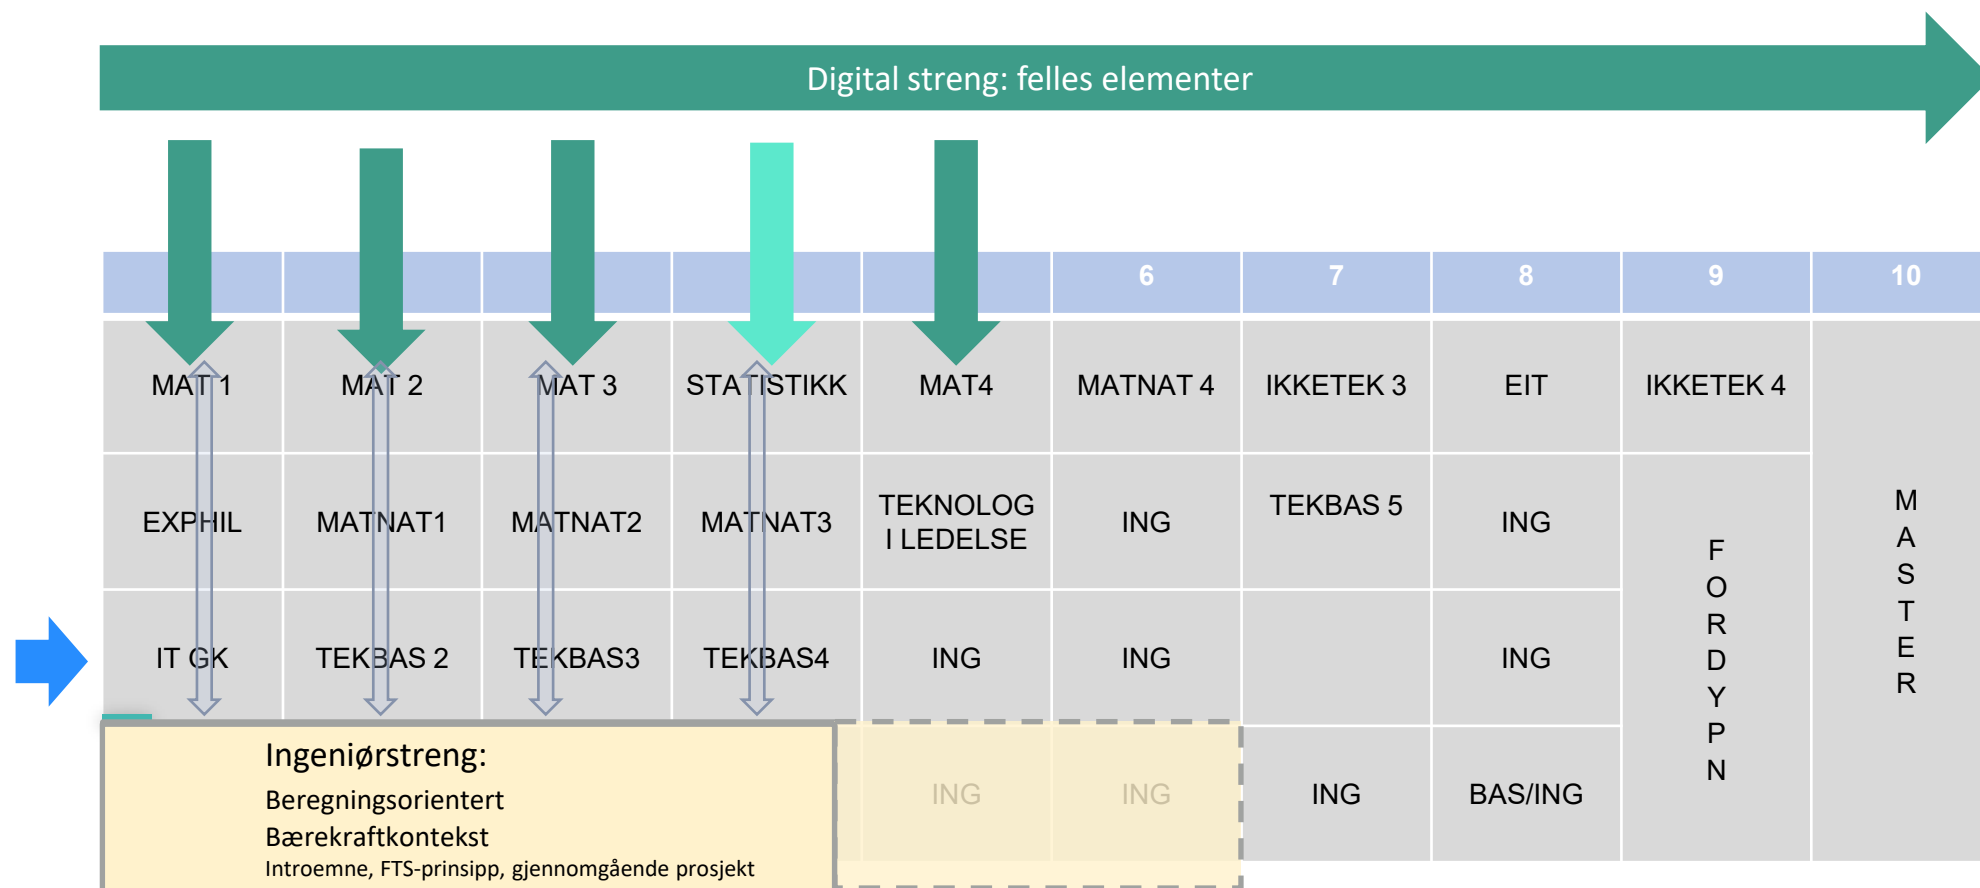 Digital streng: felles elementer
6 7 8 9 10
MAT 1 MAT 2 MAT 3 STATISTIKK MAT4 MATNAT 4 IKKETEK 3 EIT IKKETEK 4
EXPHIL MATNAT1 MATNAT2 MATNAT3 TEKNOLOG ING TEKBAS 5 ING
I LEDELSE
IT GK TEKBAS 2 TEKBAS3 TEKBAS4 ING ING ING
ING ING ING BAS/ING
F
O
R
D
Y
P
N
M
A
S
T
E
R
Ingeniørstreng:
Beregningsorientert
Bærekraftkontekst
Introemne, FTS-prinsipp, gjennomgående prosjekt